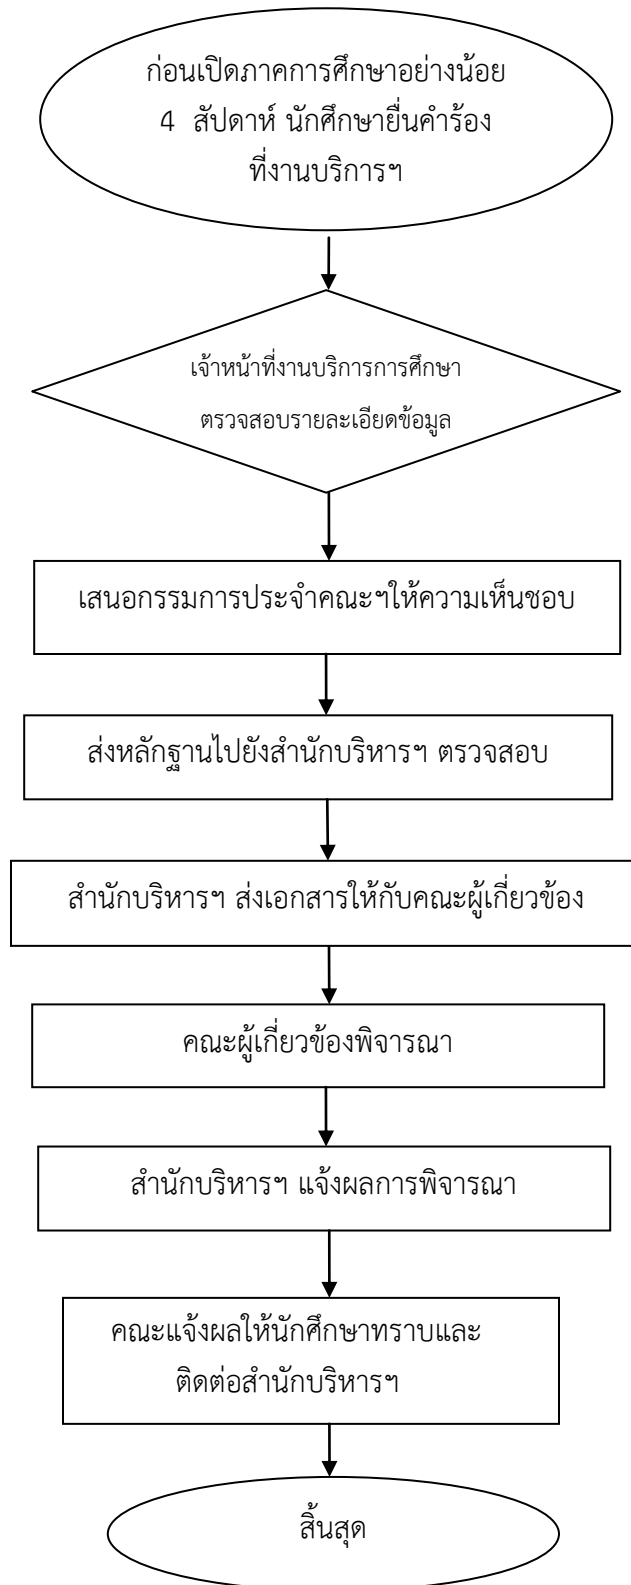 ก่อนเปิดภาคการศึกษาอย่างน้อย
4 สัปดาห์ นักศึกษายื่นคำร้อง
ที่งานบริการฯ
เจ้าหน้าที่งานบริการการศึกษา
ตรวจสอบรายละเอียดข้อมูล
เสนอกรรมการประจำคณะฯให้ความเห็นชอบ
ส่งหลักฐานไปยังสำนักบริหารฯ ตรวจสอบ
สำนักบริหารฯ ส่งเอกสารให้กับคณะผู้เกี่ยวข้อง
คณะผู้เกี่ยวข้องพิจารณา
สำนักบริหารฯ แจ้งผลการพิจารณา
คณะแจ้งผลให้นักศึกษาทราบและ
ติดต่อสำนักบริหารฯ
สิ้นสุด